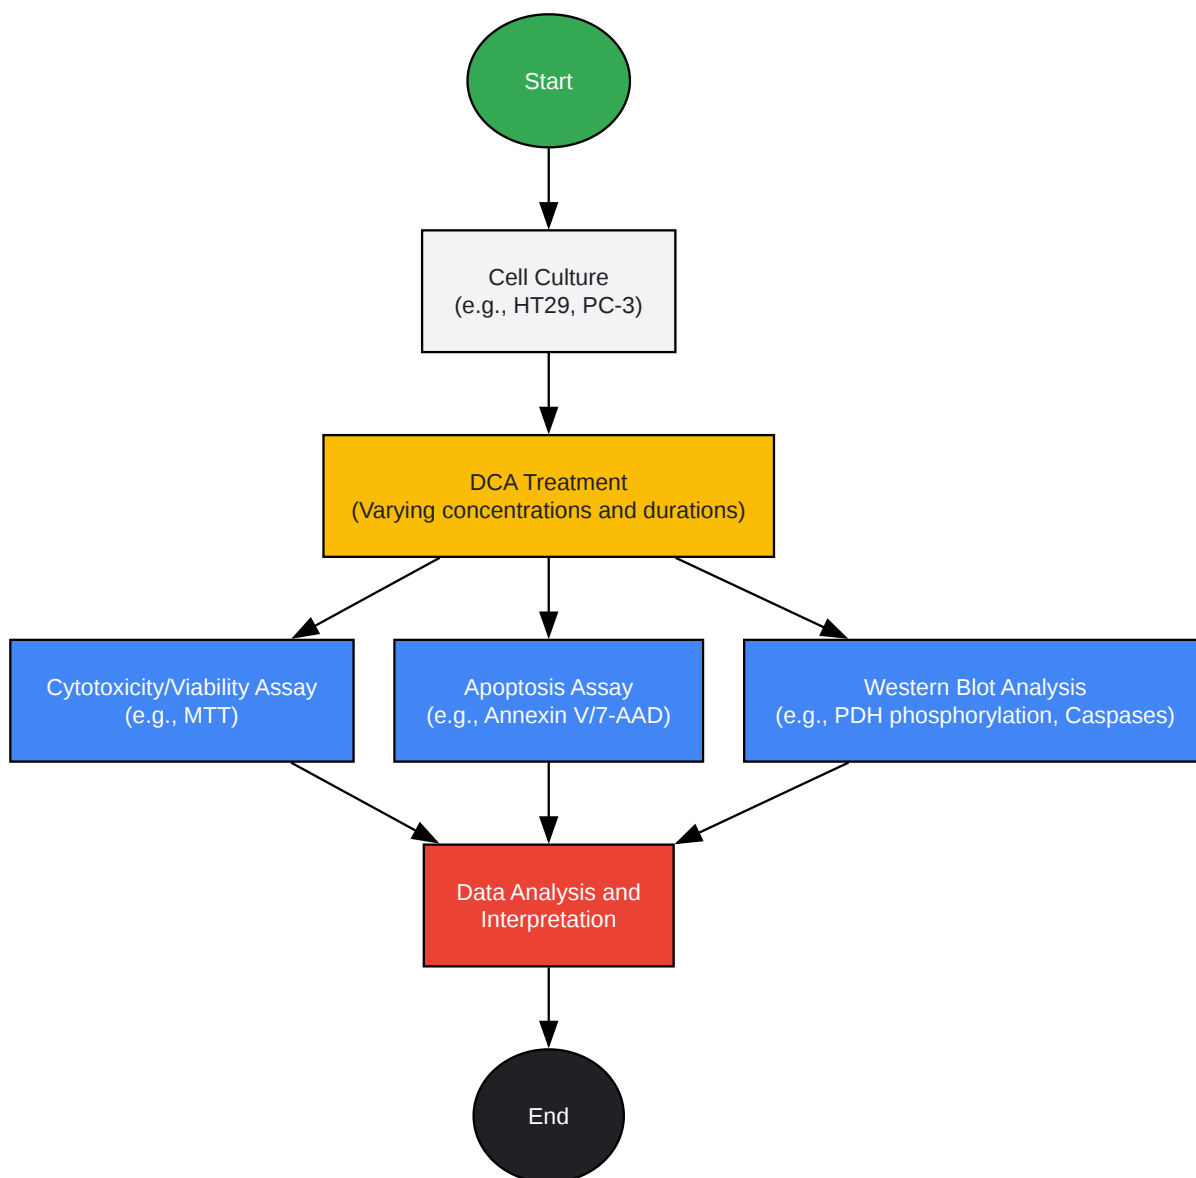 Start
Cell Culture
(e.g., HT29, PC-3)
DCA Treatment
(Varying concentrations and durations)
Cytotoxicity/Viability Assay
(e.g., MTT)
Apoptosis Assay
(e.g., Annexin V/7-AAD)
Western Blot Analysis
(e.g., PDH phosphorylation, Caspases)
Data Analysis and
Interpretation
End